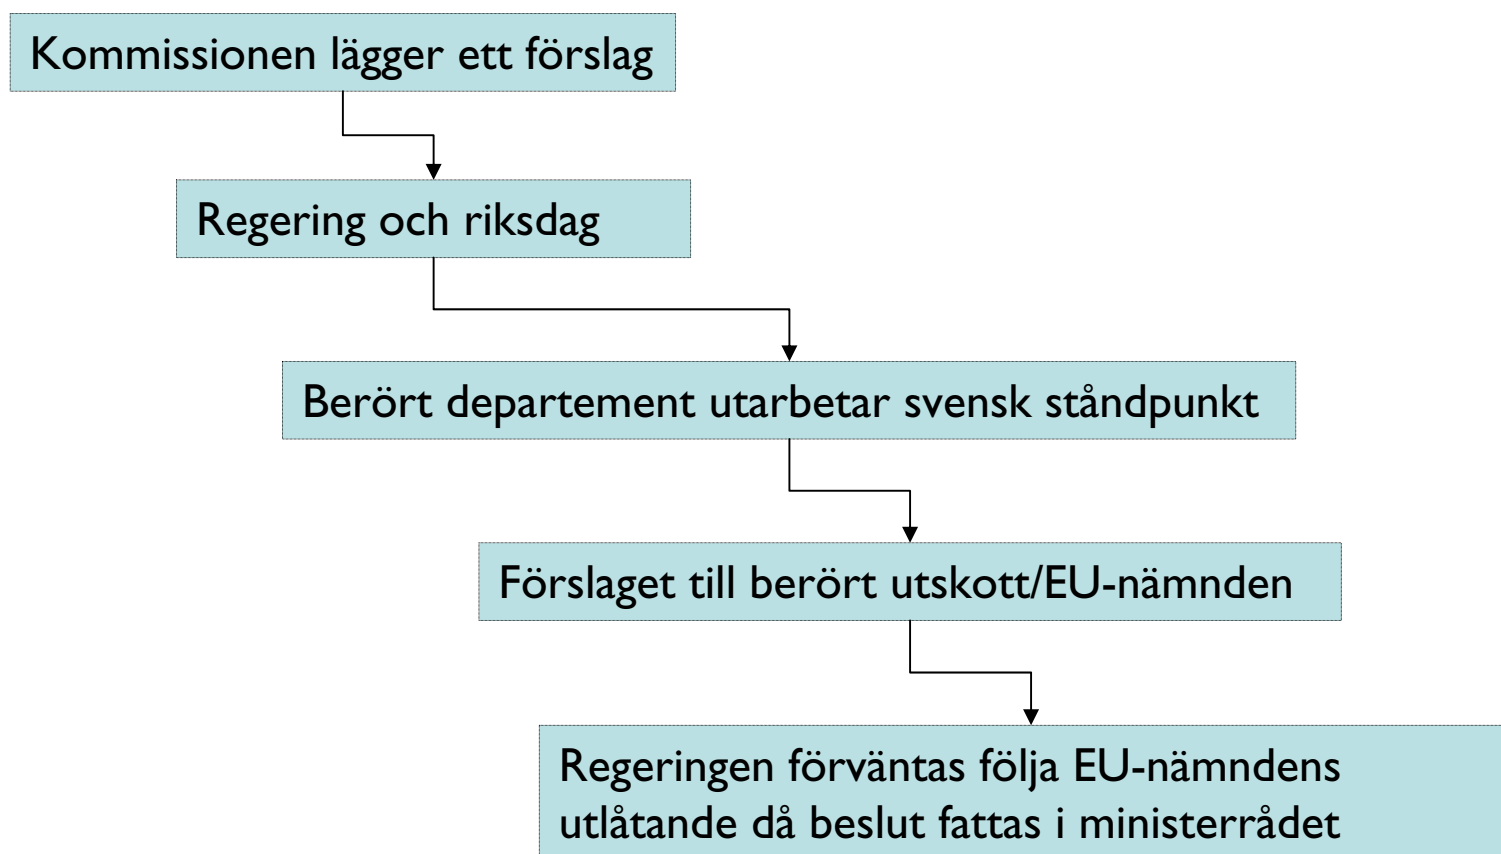 Kommissionen lägger ett förslag
Regering och riksdag
Berört departement utarbetar svensk ståndpunkt
Förslaget till berört utskott/EU-nämnden
Regeringen förväntas följa EU-nämndens
utlåtande då beslut fattas i ministerrådet